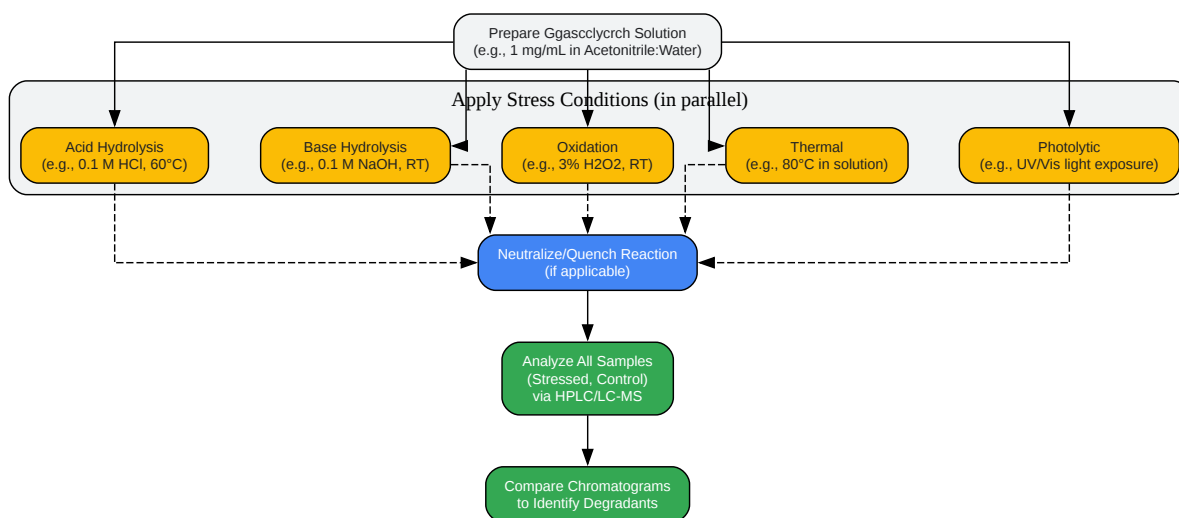 Prepare Ggascclycrch Solution
(e.g., 1 mg/mL in Acetonitrile:Water)
Apply Stress Conditions (in parallel)
Acid Hydrolysis
(e.g., 0.1 M HCl, 60°C)
Base Hydrolysis
(e.g., 0.1 M NaOH, RT)
Oxidation
(e.g., 3% H2O2, RT)
Thermal
(e.g., 80°C in solution)
Photolytic
(e.g., UV/Vis light exposure)
Neutralize/Quench Reaction
(if applicable)
Analyze All Samples
(Stressed, Control)
via HPLC/LC-MS
Compare Chromatograms
to Identify Degradants